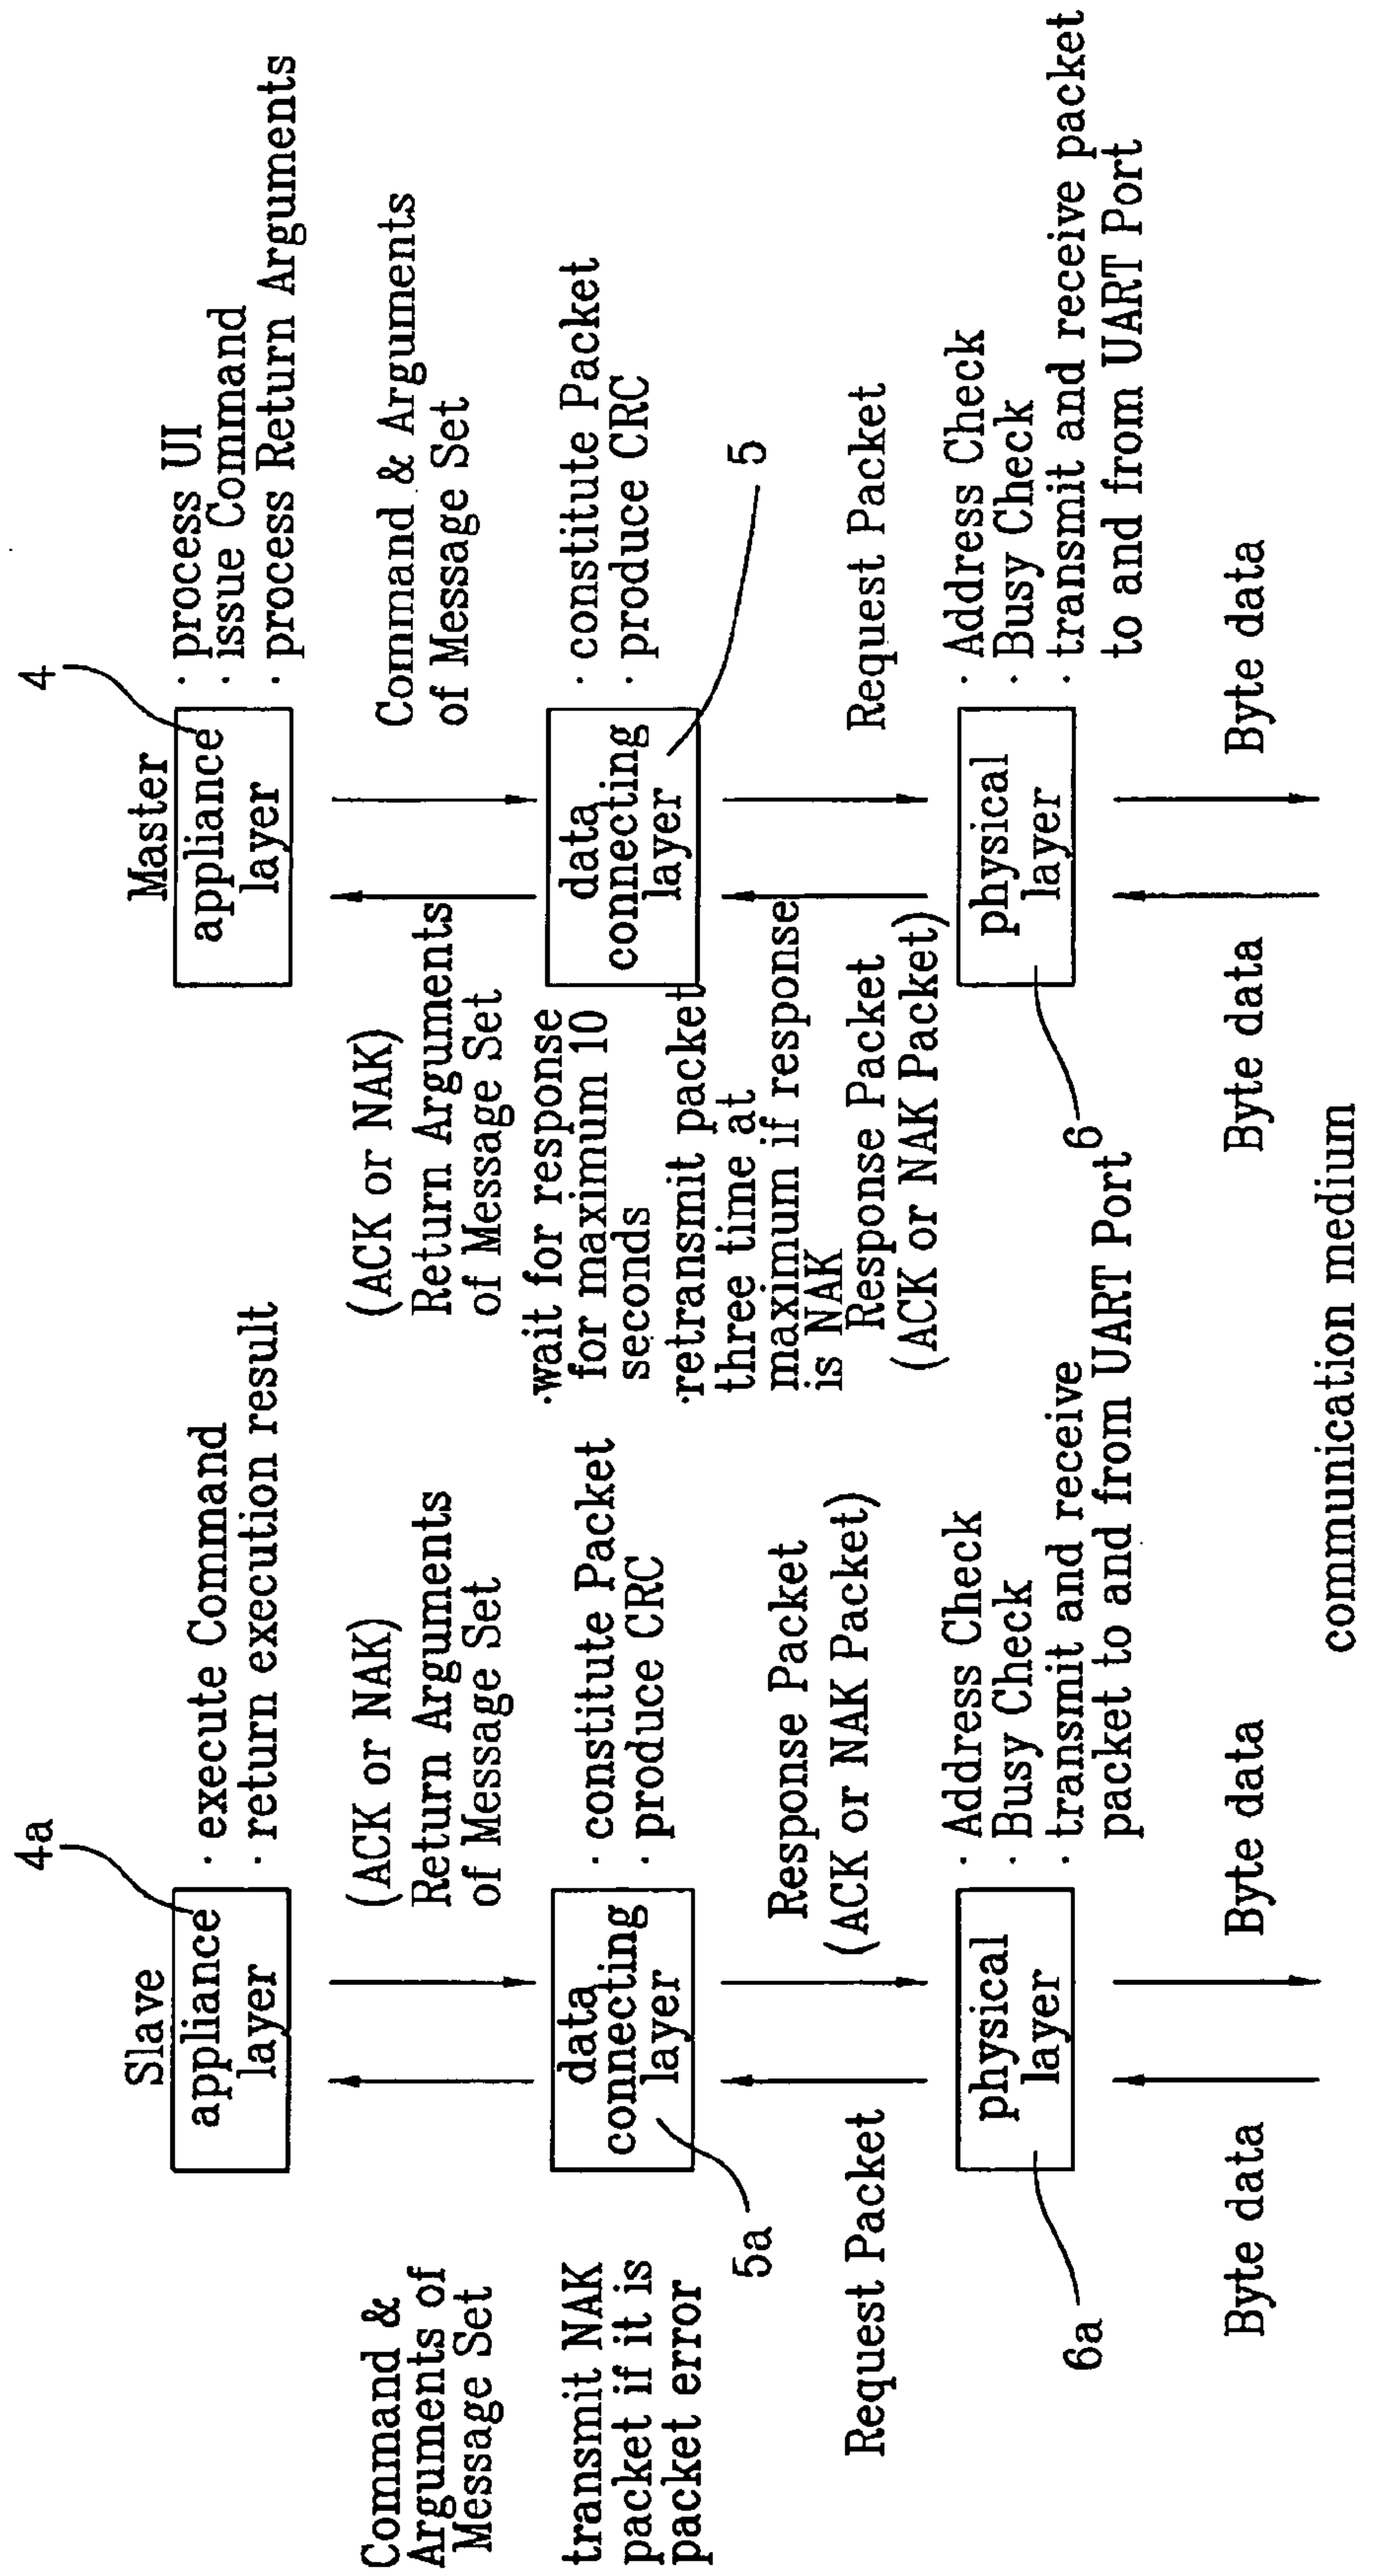 Slave
4a
appliance
layer
· execute Command
· return execution result
Command &
Arguments of
Message Set
(ACK or NAK)
Return Arguments
of Message Set
transmit NAK
packet if it is
packet error
data
connecting
layer
5a
· constitute Packet
· produce CRC
Request Packet
Response Packet
(ACK or NAK Packet)
physical
layer
6a
· Address Check
· Busy Check
· transmit and receive
packet to and from UART Port
Byte data
Byte data
Master
4
appliance
layer
· process UI
· issue Command
· process Return Arguments
(ACK or NAK)
Return Arguments
of Message Set
Command & Arguments
of Message Set
·wait for response
for maximum 10
seconds
·retransmit packet
three time at
maximum if response
is NAK
data
connecting
layer
5
· constitute Packet
· produce CRC
Response Packet
(ACK or NAK Packet)
Request Packet
physical
layer
6
· Address Check
· Busy Check
· transmit and receive packet
to and from UART Port
Byte data
Byte data
communication medium